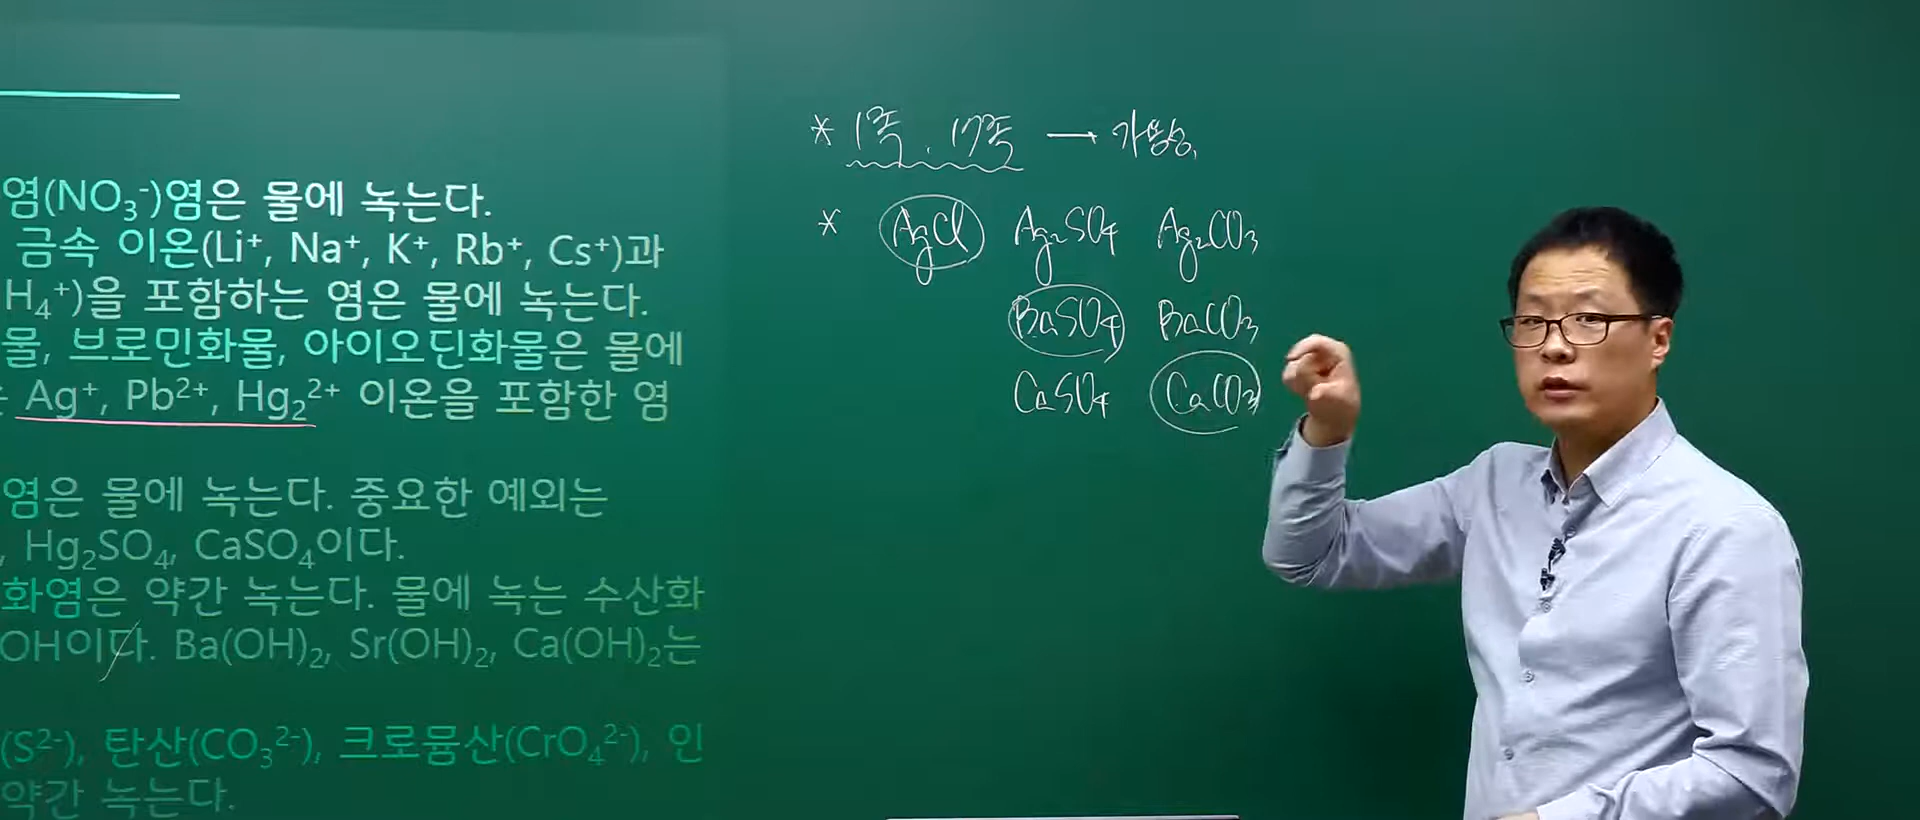 염(NO₃⁻)염은 물에 녹는다.
금속 이온(Li⁺, Na⁺, K⁺, Rb⁺, Cs⁺)과
H₄⁺)을 포함하는 염은 물에 녹는다.
물, 브로민화물, 아이오딘화물은 물에
Ag⁺, Pb²⁺, Hg₂²⁺ 이온을 포함한 염
염은 물에 녹는다. 중요한 예외는
, Hg₂SO₄, CaSO₄이다.
화염은 약간 녹는다. 물에 녹는 수산화
OH이다. Ba(OH)₂, Sr(OH)₂, Ca(OH)₂는
(S²⁻), 탄산(CO₃²⁻), 크로뮴산(CrO₄²⁻), 인
약간 녹는다.
* 1족. 17족 → 가용성.
* AgCl Ag₂SO₄ Ag₂CO₃
BaSO₄ BaCO₃
CaSO₄ CaCO₃